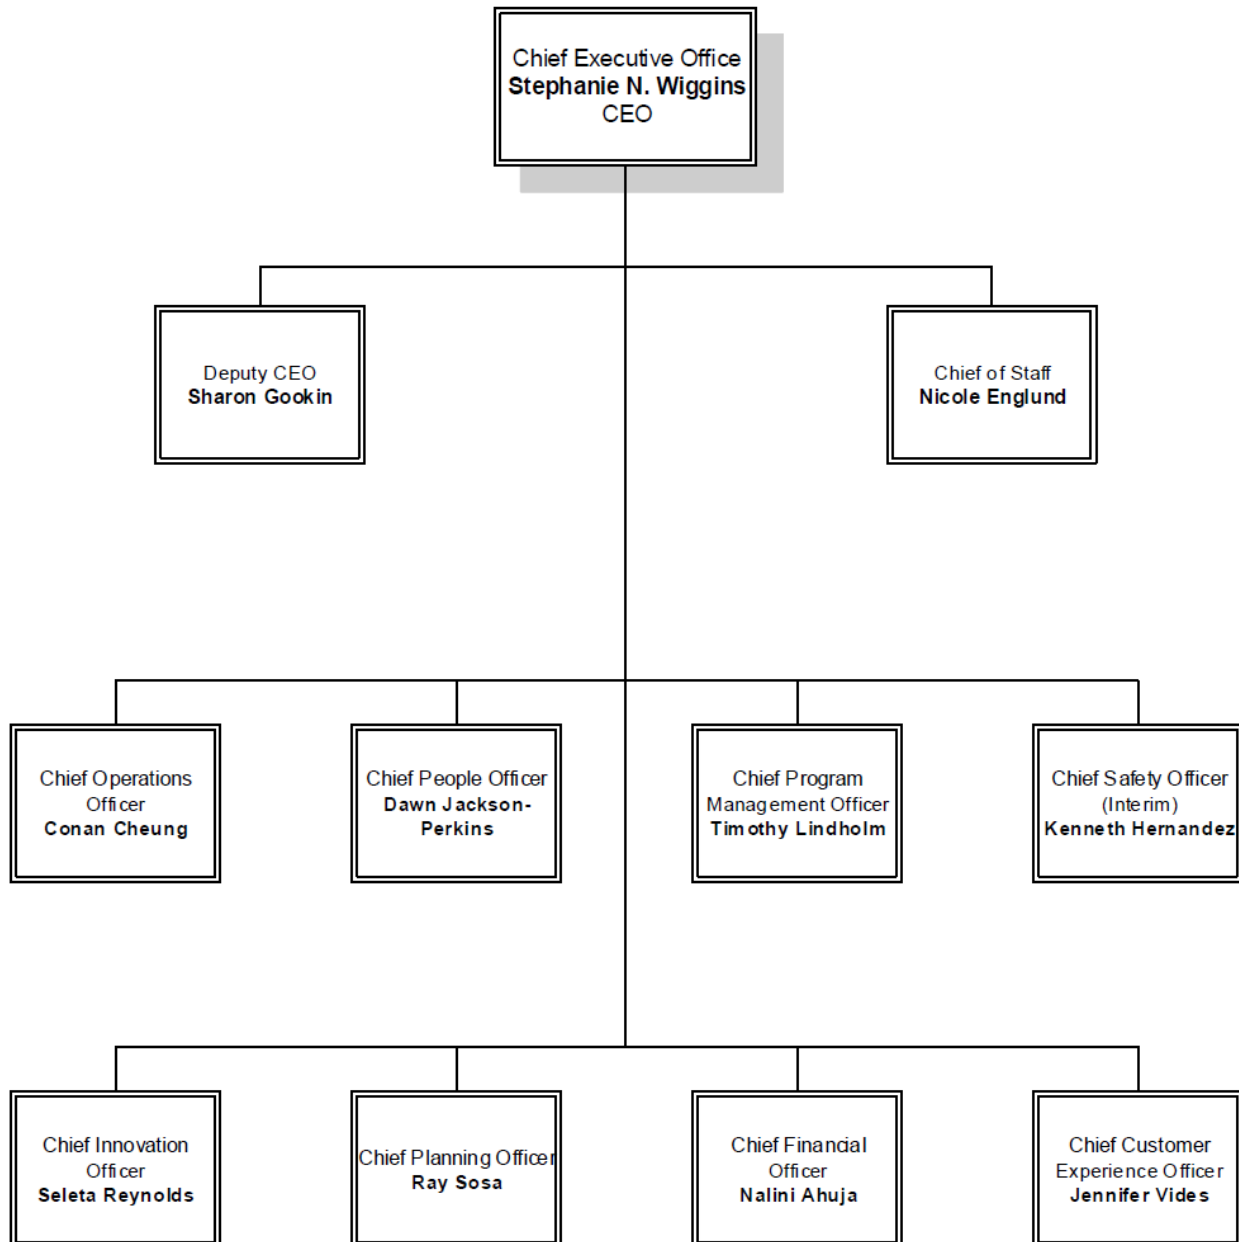 Chief Executive Office
Stephanie N. Wiggins
CEO
Deputy CEO
Sharon Gookin
Chief of Staff
Nicole Englund
Chief Operations
Officer
Conan Cheung
Chief People Officer
Dawn Jackson-
Perkins
Chief Program
Management Officer
Timothy Lindholm
Chief Safety Officer
(Interim)
Kenneth Hernandez
Chief Innovation
Officer
Seleta Reynolds
Chief Planning Officer
Ray Sosa
Chief Financial
Officer
Nalini Ahuja
Chief Customer
Experience Officer
Jennifer Vides